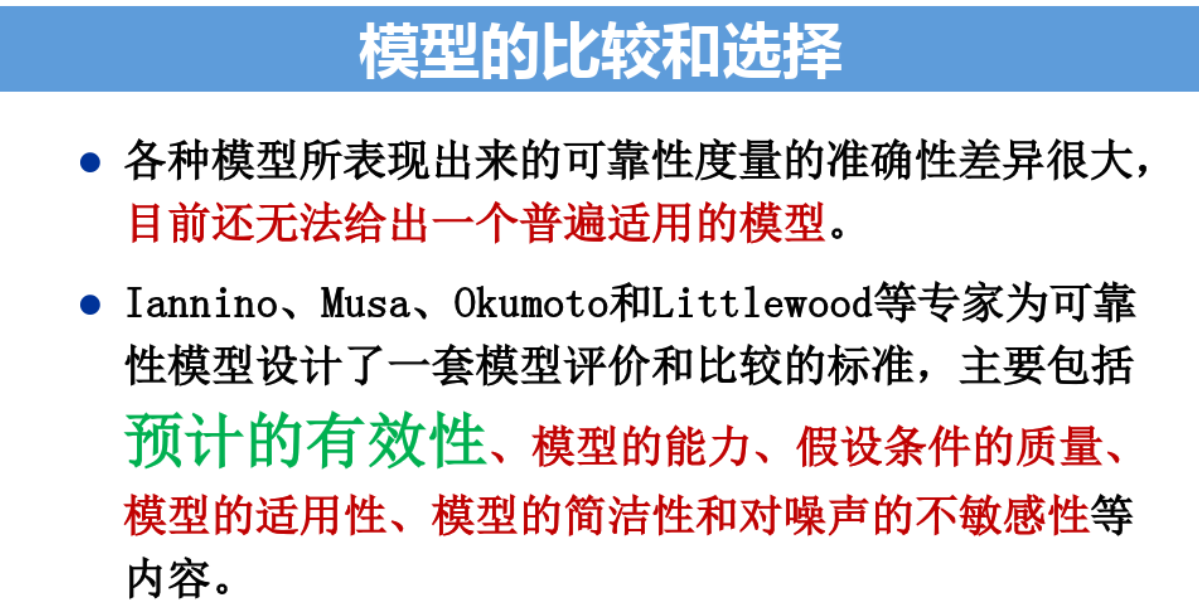 模型的比较和选择
● 各种模型所表现出来的可靠性度量的准确性差异很大，
目前还无法给出一个普遍适用的模型。
● Iannino、Musa、Okumoto和Littlewood等专家为可靠
性模型设计了一套模型评价和比较的标准，主要包括
预计的有效性、模型的能力、假设条件的质量、
模型的适用性、模型的简洁性和对噪声的不敏感性等
内容。